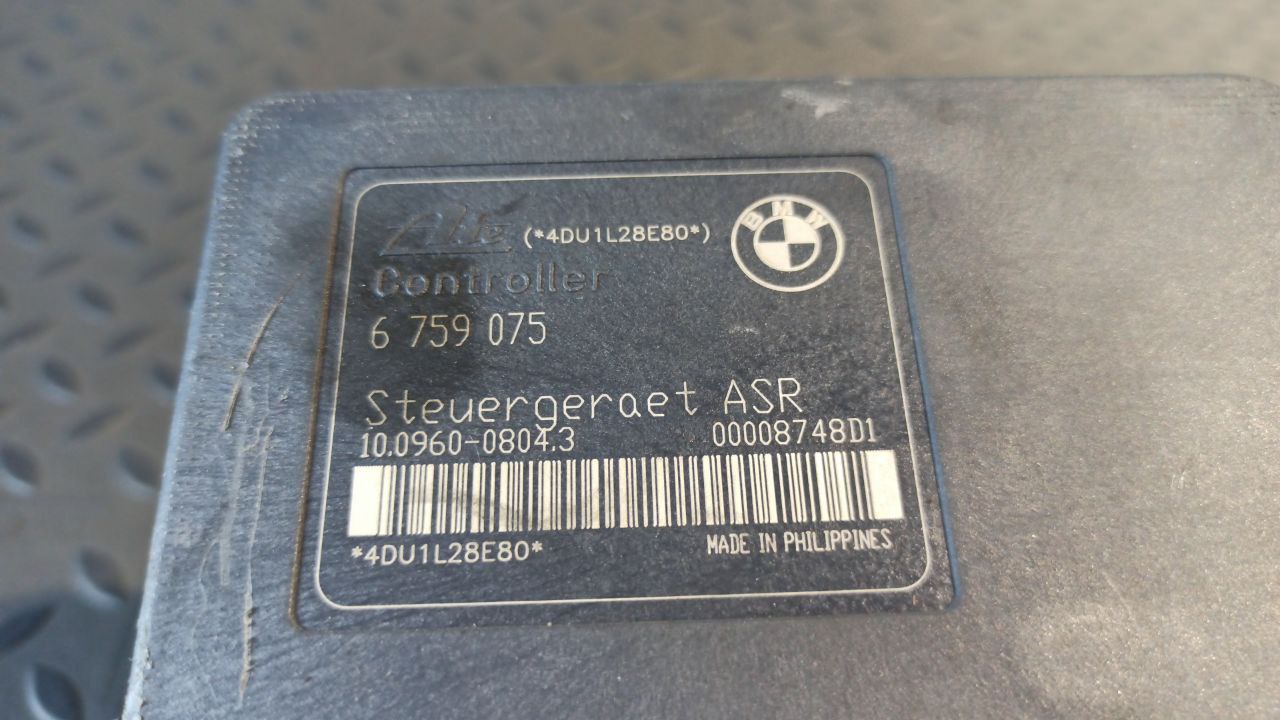 Ate (*4DU1L28E80*)
BMW
Controller
6 759 075
Steuergeraet ASR
10.0960-0804.3 00008748D1
*4DU1L28E80*
MADE IN PHILIPPINES